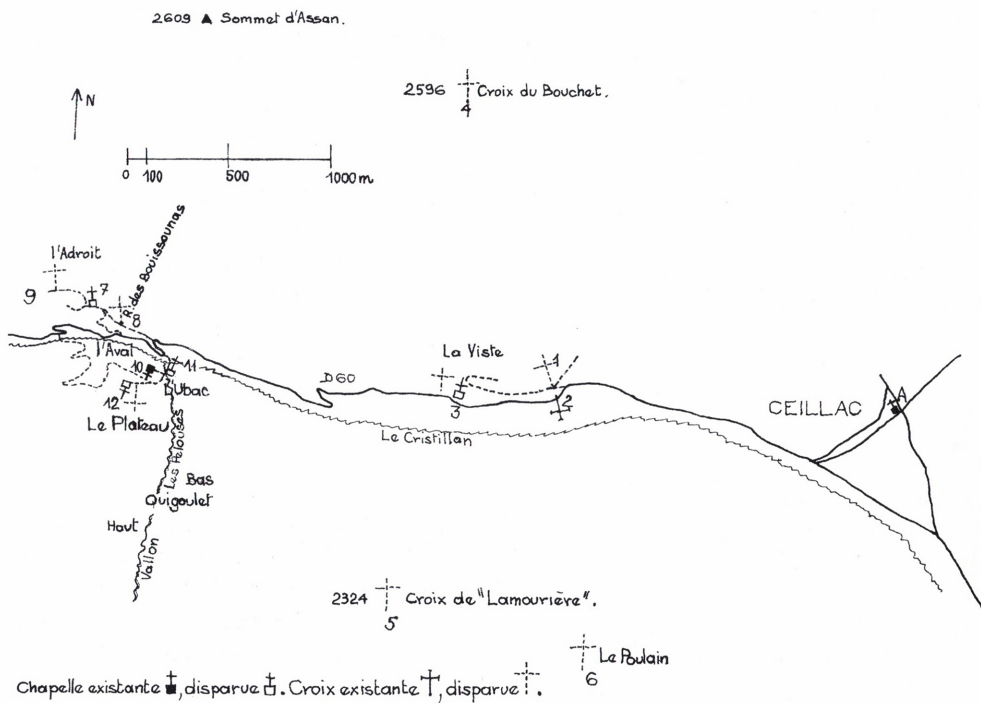 2609 Sommet d'Assan.
2596 Croix du Bouchet.
4
N
0 100 500 1000m
R. des Bouissounas
l'Adroit
9
7
8
l'Aval
10
11
L'Ubac
12
Le Plateau
La Viste
1
D60
3
2
Le Cristillan
CEILLAC
A
Les Pelouses
Bas
Quigoulet
Haut
Vallon
2324 Croix de "Lamourière".
5
Le Poulain
6
Chapelle existante, disparue. Croix existante, disparue.